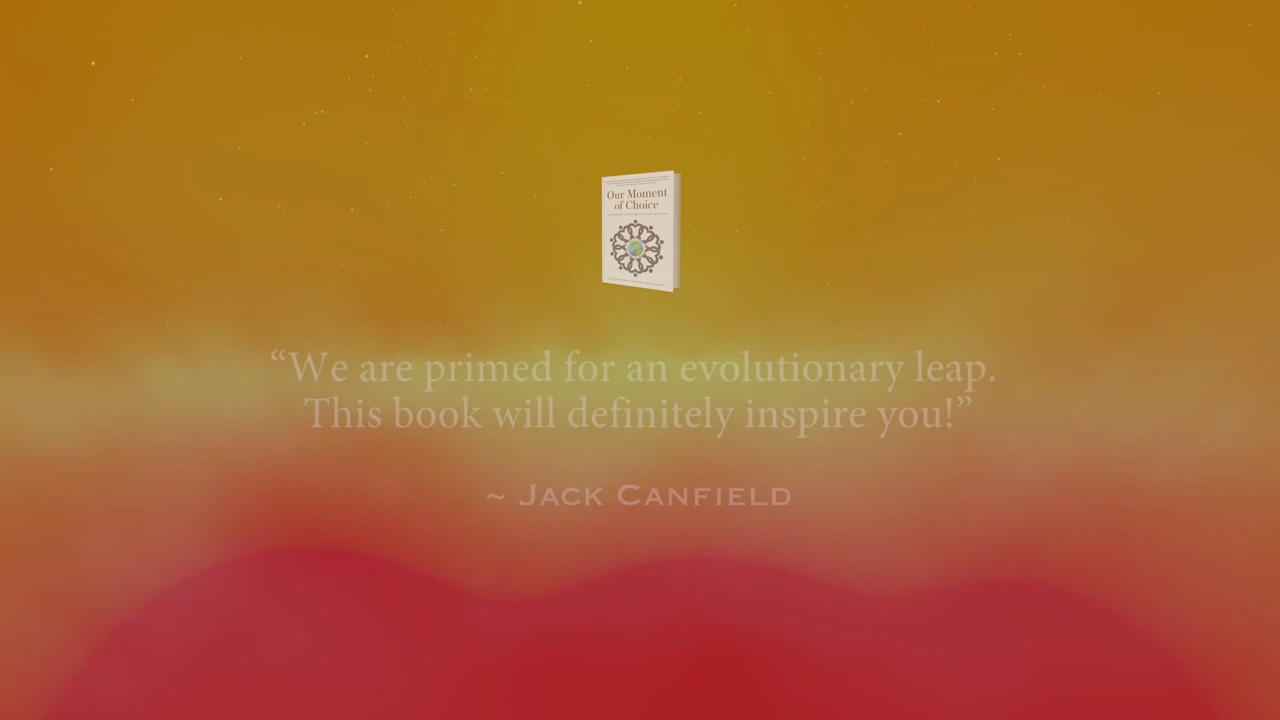 Our Moment
of Choice
“We are primed for an evolutionary leap.
This book will definitely inspire you!”
~ Jack Canfield